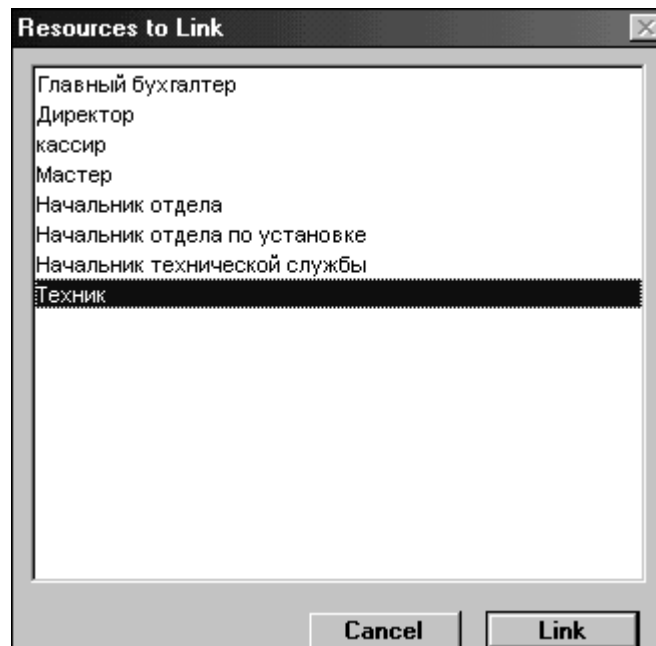 Resources to Link
Главный бухгалтер
Директор
кассир
Мастер
Начальник отдела
Начальник отдела по установке
Начальник технической службы
Техник
Cancel Link